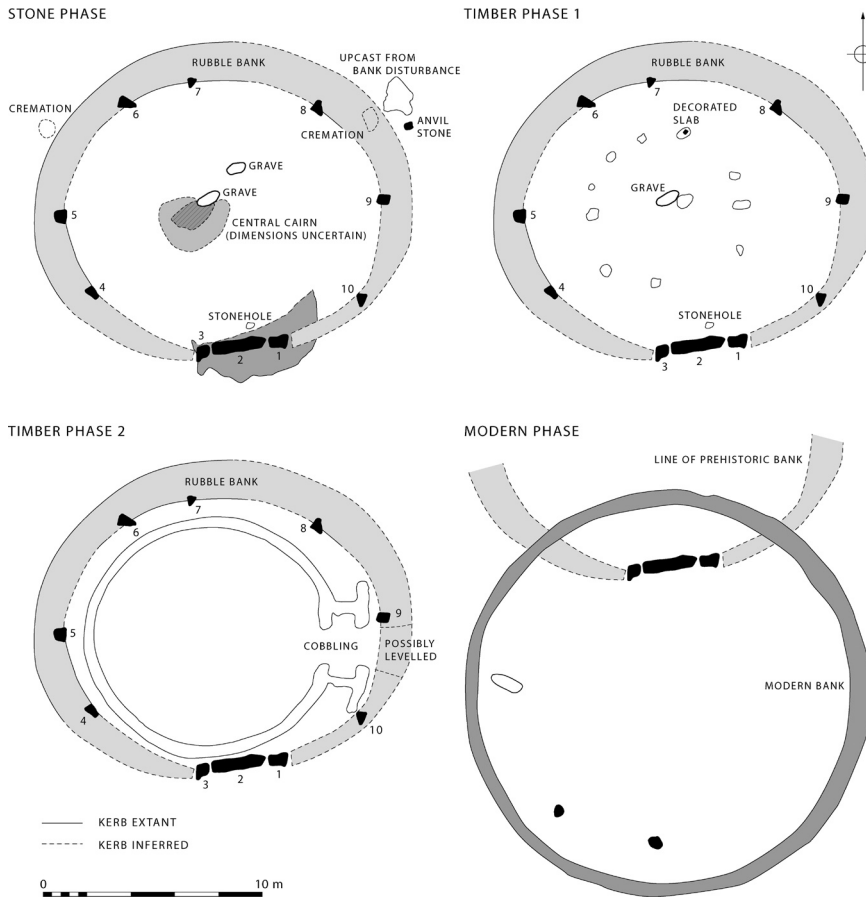 STONE PHASE
RUBBLE BANK
UPCAST FROM
BANK DISTURBANCE
CREMATION
7
6
8
CREMATION
ANVIL
STONE
GRAVE
GRAVE
9
5
CENTRAL CAIRN
(DIMENSIONS UNCERTAIN)
4
10
STONEHOLE
3
2
1
TIMBER PHASE 1
RUBBLE BANK
7
DECORATED
SLAB
6
8
GRAVE
9
5
4
10
STONEHOLE
3
2
1
TIMBER PHASE 2
RUBBLE BANK
7
6
8
9
5
COBBLING
POSSIBLY
LEVELLED
4
10
3
2
1
KERB EXTANT
KERB INFERRED
0
10 m
MODERN PHASE
LINE OF PREHISTORIC BANK
MODERN BANK